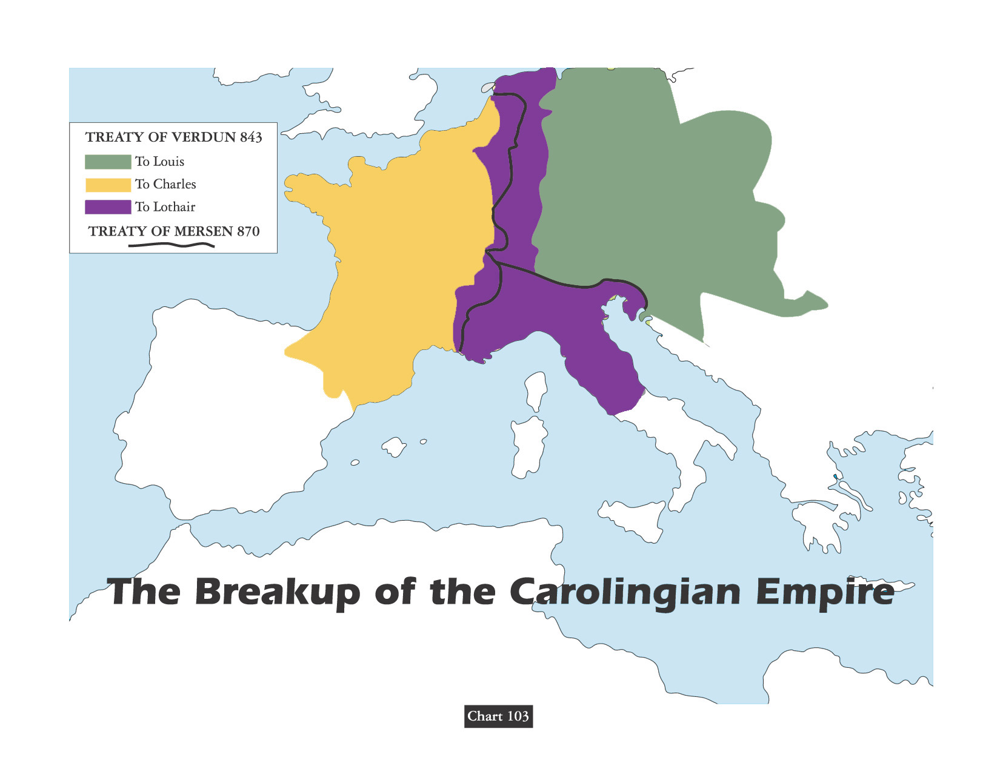 TREATY OF VERDUN 843
To Louis
To Charles
To Lothair
TREATY OF MERSEN 870
The Breakup of the Carolingian Empire
Chart 103